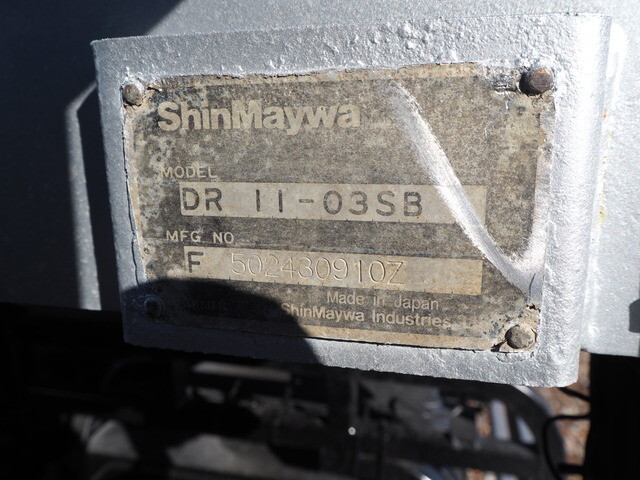 ShinMaywa
MODEL
DR 11-03SB
MFG NO.
F 502430910Z
Made in Japan
ShinMaywa Industries